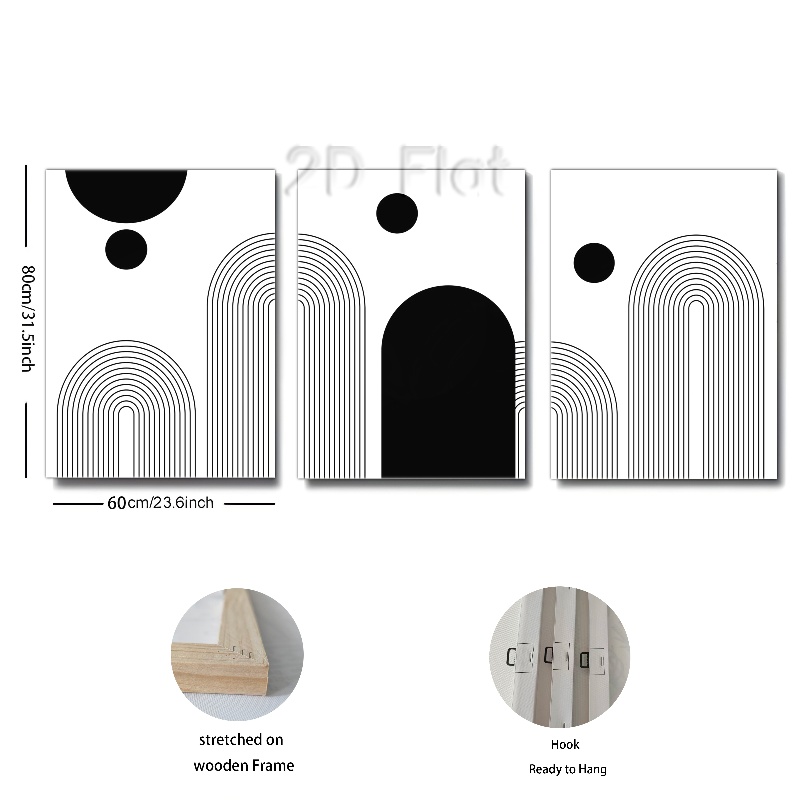 2D Flat
80cm/31.5inch
60cm/23.6inch
stretched on
wooden Frame
Hook
Ready to Hang